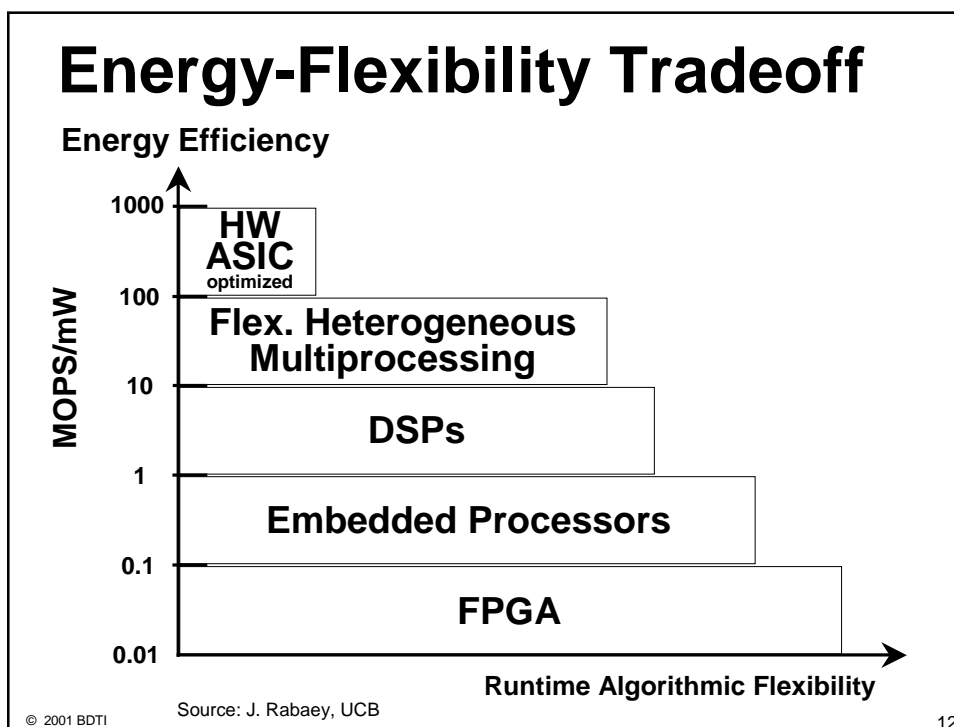 Energy-Flexibility Tradeoff
Energy Efficiency
MOPS/mW
1000
100
10
1
0.1
0.01
HW
ASIC
optimized
Flex. Heterogeneous
Multiprocessing
DSPs
Embedded Processors
FPGA
Runtime Algorithmic Flexibility
Source: J. Rabaey, UCB
© 2001 BDTI
12